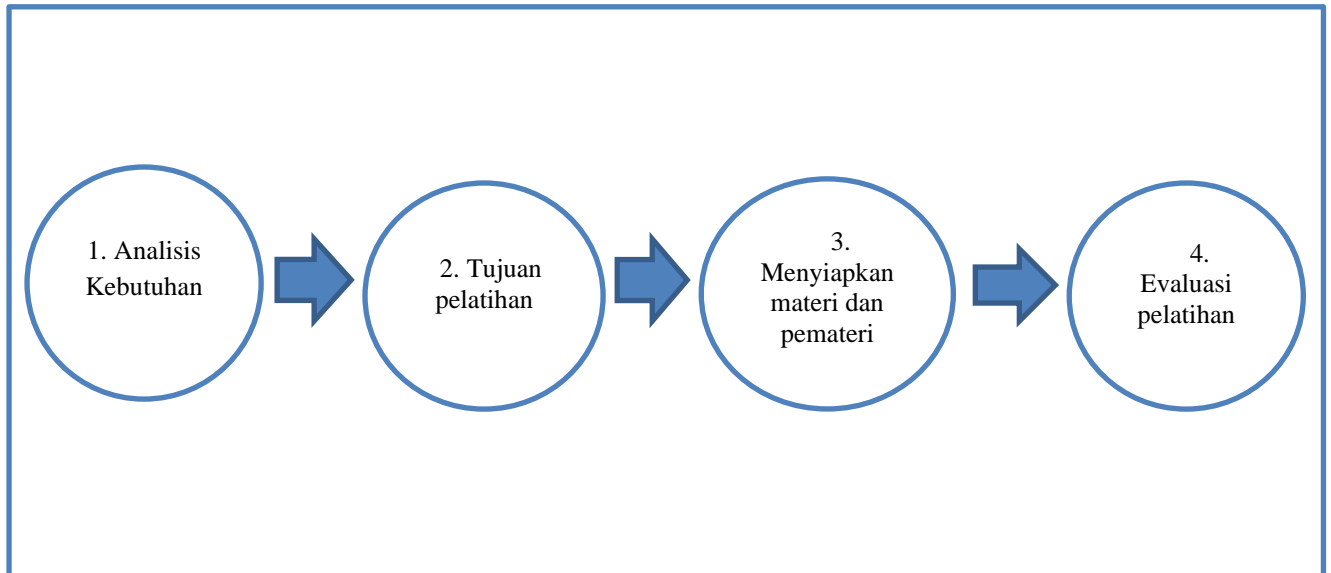 1. Analisis
Kebutuhan
2. Tujuan
pelatihan
3.
Menyiapkan
materi dan
pemateri
4.
Evaluasi
pelatihan